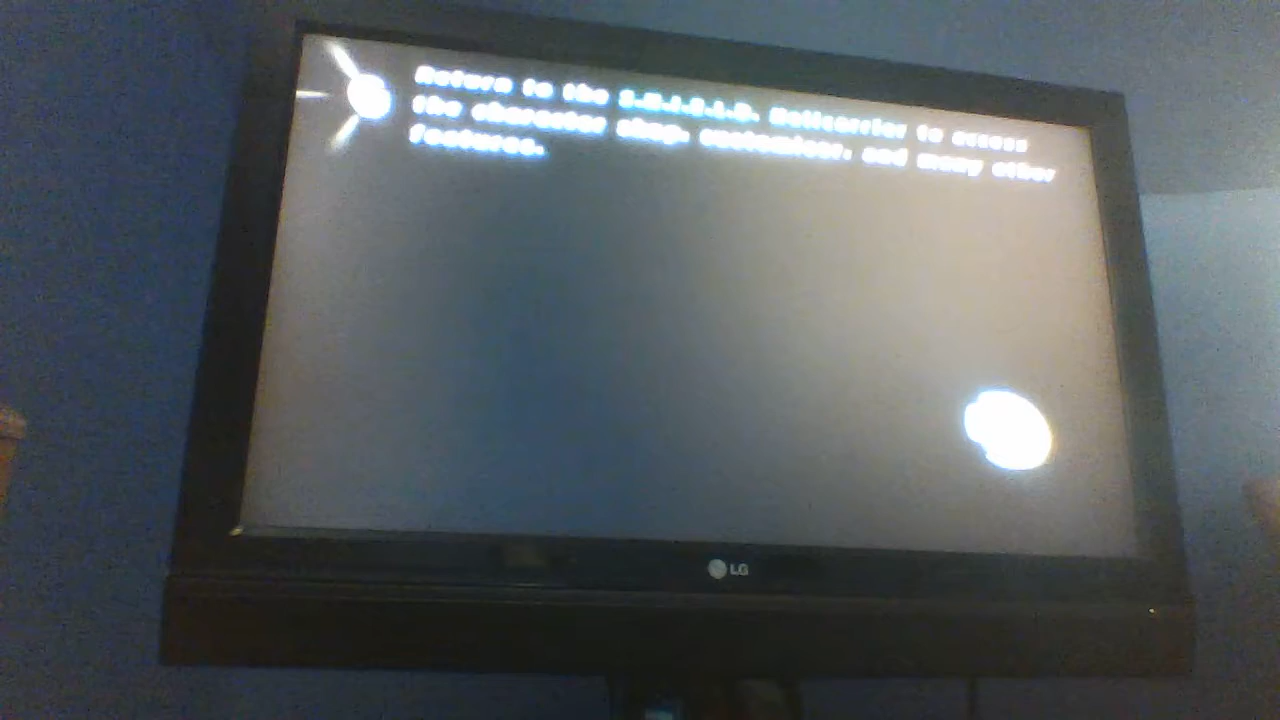 Return to the S.H.I.E.L.D. Helicarrier to access
the character shop, customizer, and many other
features.
LG